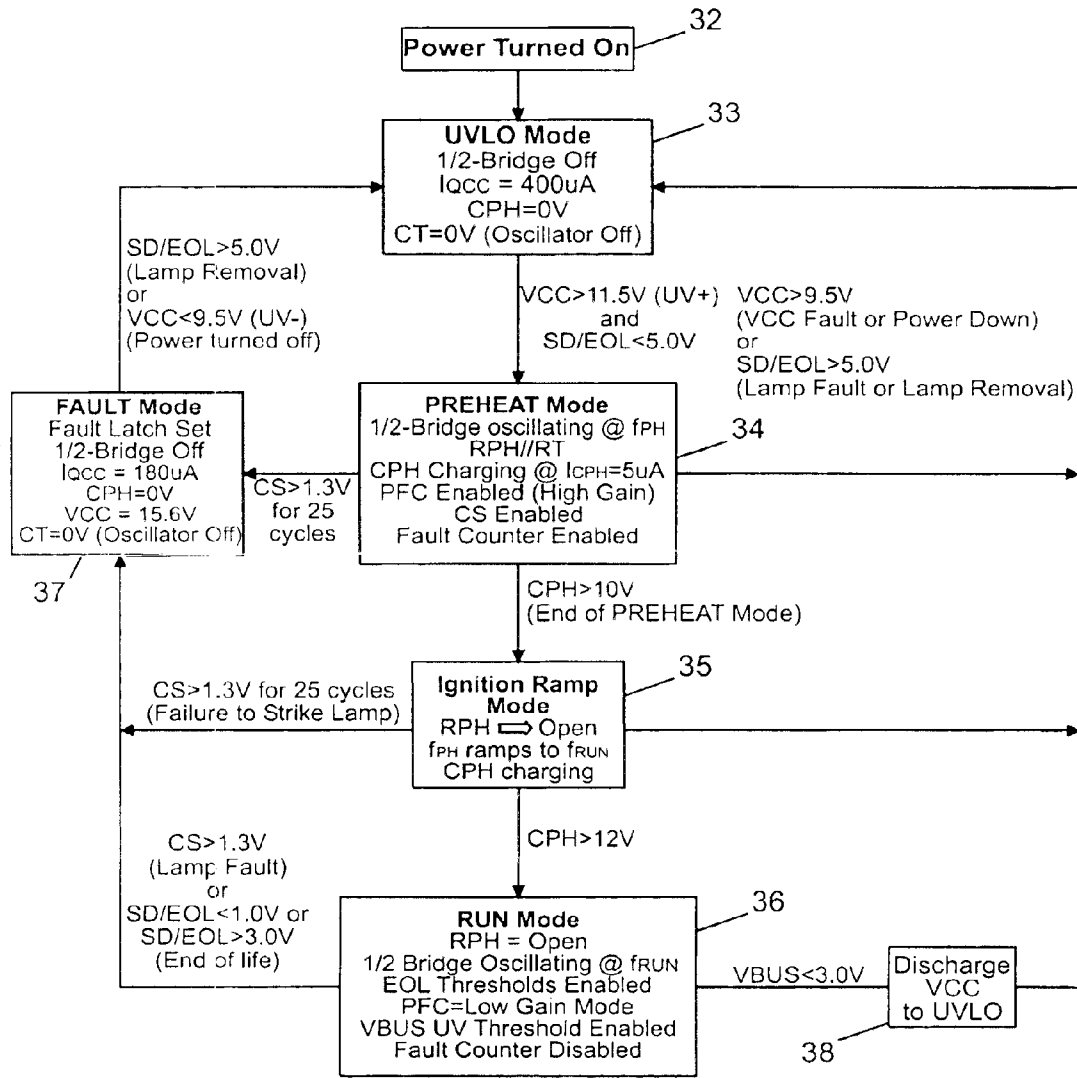 32
Power Turned On
33
UVLO Mode
1/2-Bridge Off
IQCC = 400uA
CPH=0V
CT=0V (Oscillator Off)
SD/EOL>5.0V
(Lamp Removal)
or
VCC<9.5V (UV-)
(Power turned off)
VCC>11.5V (UV+)
and
SD/EOL<5.0V
VCC>9.5V
(VCC Fault or Power Down)
or
SD/EOL>5.0V
(Lamp Fault or Lamp Removal)
FAULT Mode
Fault Latch Set
1/2-Bridge Off
IQCC = 180uA
CPH=0V
VCC = 15.6V
CT=0V (Oscillator Off)
37
CS>1.3V
for 25
cycles
PREHEAT Mode
1/2-Bridge oscillating @ fPH
RPH//RT
CPH Charging @ ICPH=5uA
PFC Enabled (High Gain)
CS Enabled
Fault Counter Enabled
34
CPH>10V
(End of PREHEAT Mode)
35
CS>1.3V for 25 cycles
(Failure to Strike Lamp)
Ignition Ramp
Mode
RPH ⇒ Open
fPH ramps to fRUN
CPH charging
CPH>12V
CS>1.3V
(Lamp Fault)
or
SD/EOL<1.0V or
SD/EOL>3.0V
(End of life)
36
RUN Mode
RPH = Open
1/2 Bridge Oscillating @ fRUN
EOL Thresholds Enabled
PFC=Low Gain Mode
VBUS UV Threshold Enabled
Fault Counter Disabled
VBUS<3.0V
Discharge
VCC
to UVLO
38